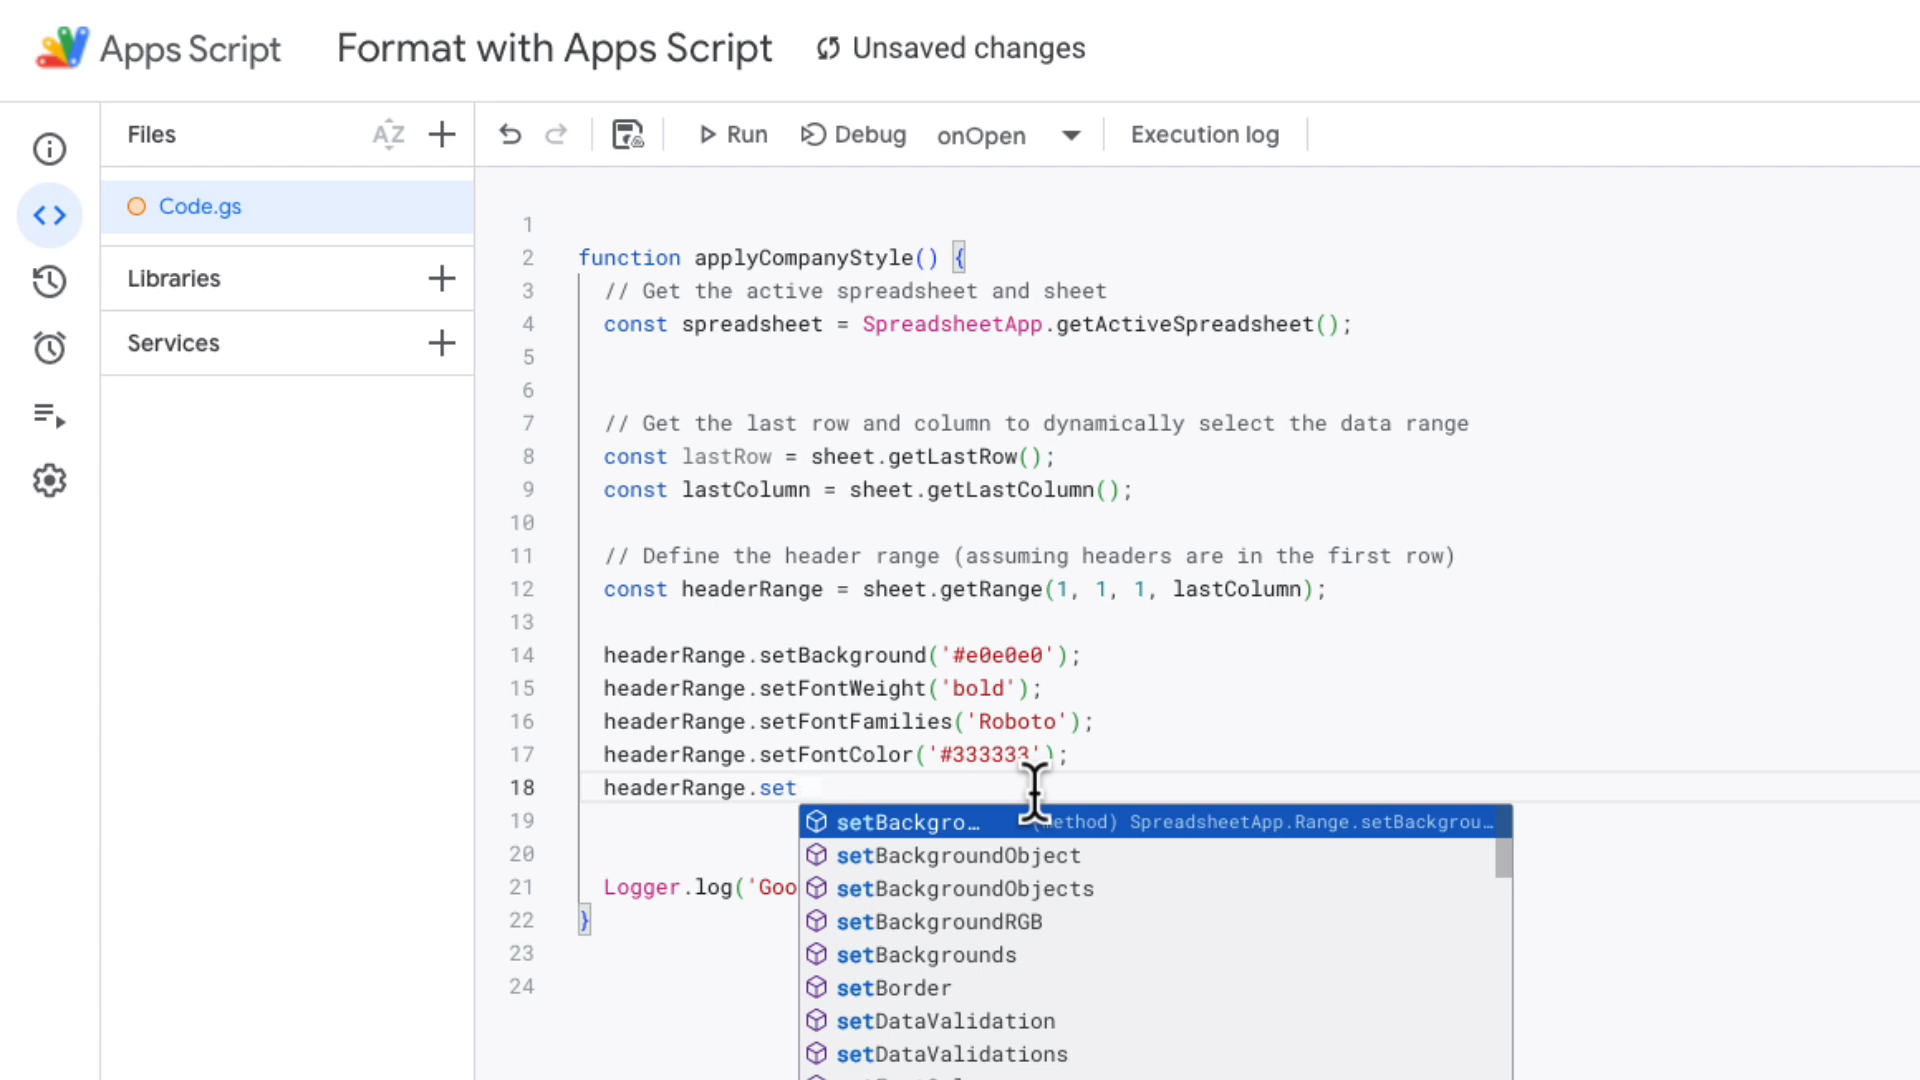 Apps Script
Format with Apps Script
Unsaved changes
Files
AZ
Run
Debug
onOpen
Execution log
Code.gs
Libraries
Services
1
2 function applyCompanyStyle() {
3 // Get the active spreadsheet and sheet
4 const spreadsheet = SpreadsheetApp.getActiveSpreadsheet();
5
6
7 // Get the last row and column to dynamically select the data range
8 const lastRow = sheet.getLastRow();
9 const lastColumn = sheet.getLastColumn();
10
11 // Define the header range (assuming headers are in the first row)
12 const headerRange = sheet.getRange(1, 1, 1, lastColumn);
13
14 headerRange.setBackground('#e0e0e0');
15 headerRange.setFontWeight('bold');
16 headerRange.setFontFamilies('Roboto');
17 headerRange.setFontColor('#333333');
18 headerRange.set
19
20
21 Logger.log('Goo
22 }
23
24
setBackgro… (method) SpreadsheetApp.Range.setBackgrou…
setBackgroundObject
setBackgroundObjects
setBackgroundRGB
setBackgrounds
setBorder
setDataValidation
setDataValidations